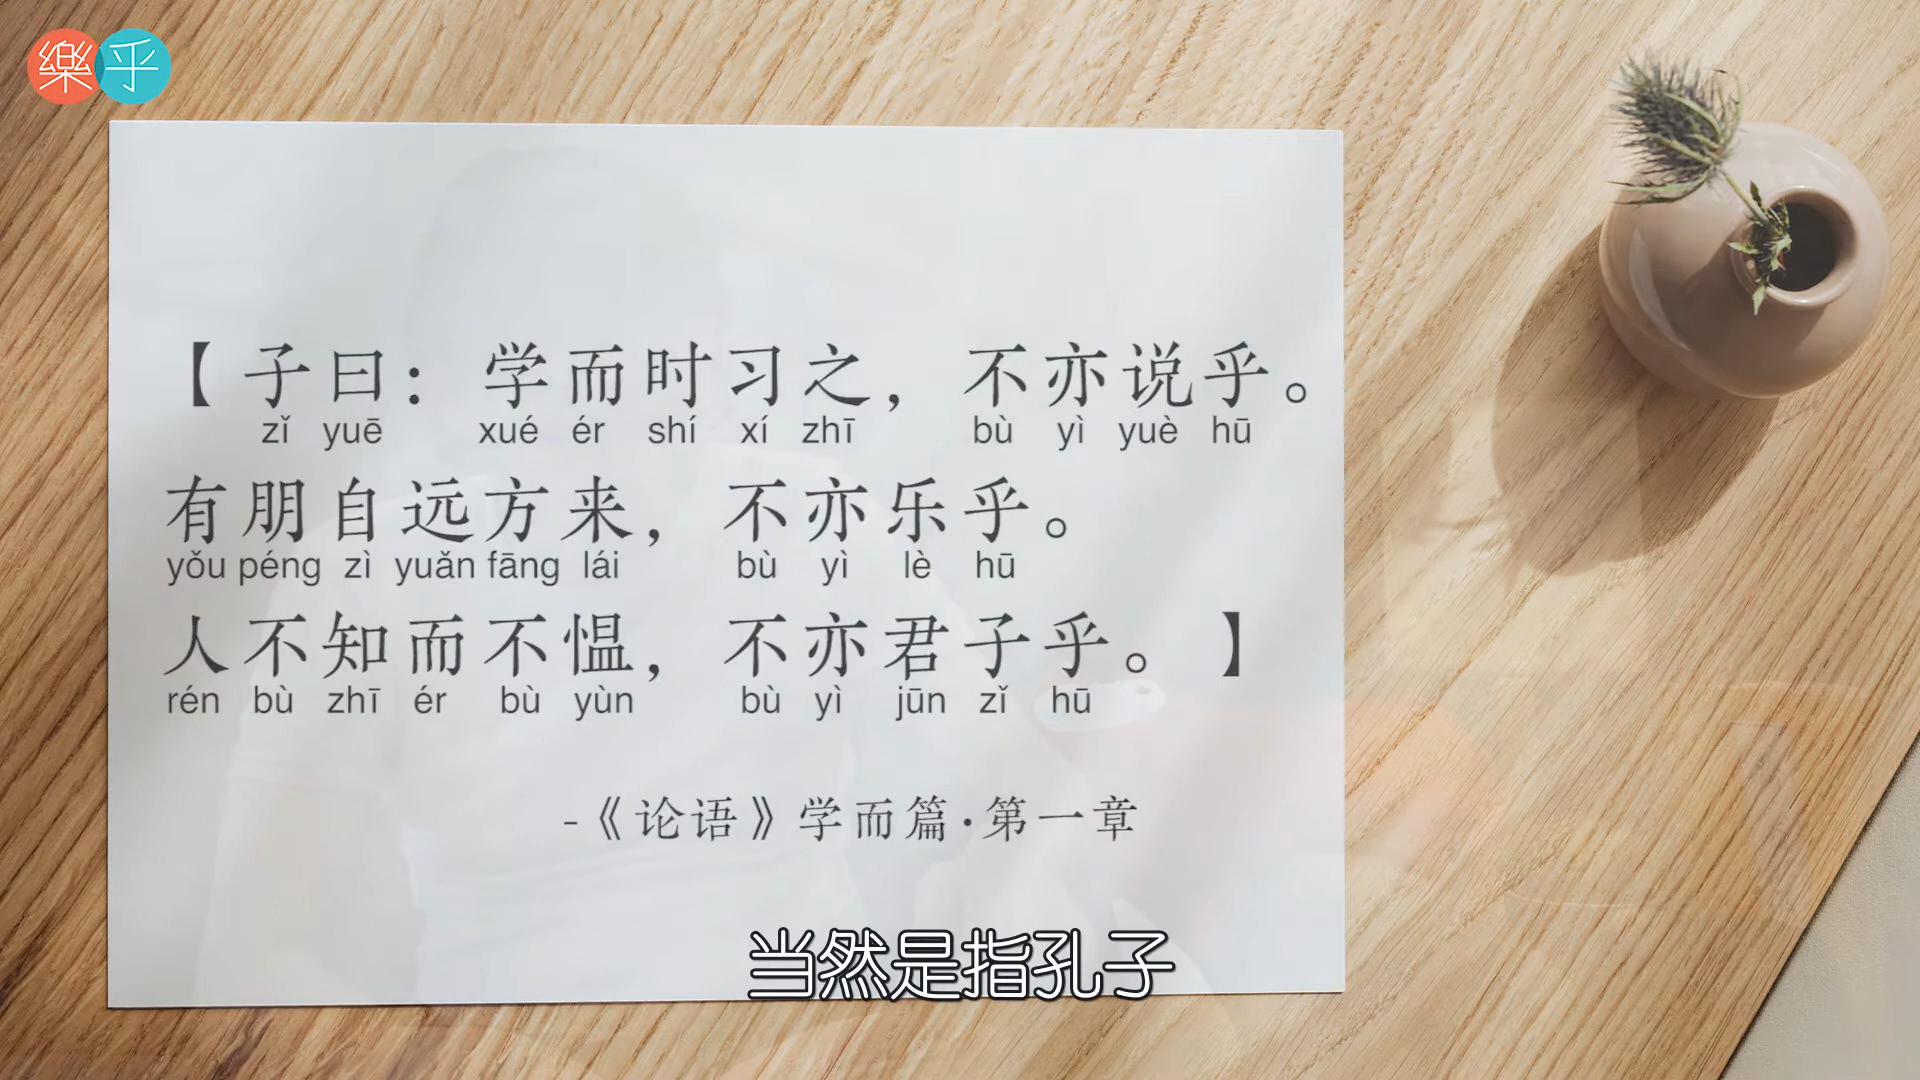 樂乎
【子曰：学而时习之，不亦说乎。
zǐ yuē xué ér shí xí zhī bù yì yuè hū
有朋自远方来，不亦乐乎。
yǒu péng zì yuǎn fāng lái bù yì lè hū
人不知而不愠，不亦君子乎。】
rén bù zhī ér bù yùn bù yì jūn zǐ hū
-《论语》学而篇·第一章
当然是指孔子